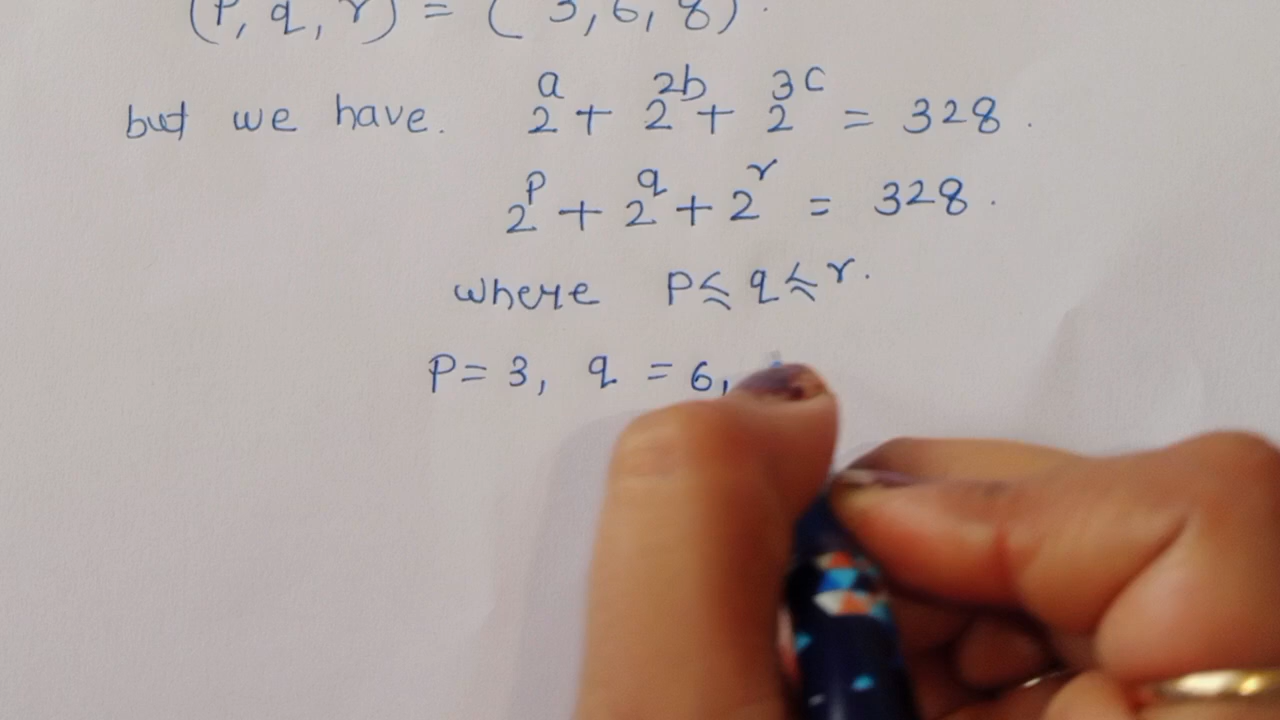 (P, q, r) = (3, 6, 8).
but we have. 2^a + 2^2b + 2^3c = 328.
2^p + 2^q + 2^r = 328.
where P ≤ q ≤ r.
P = 3, q = 6,